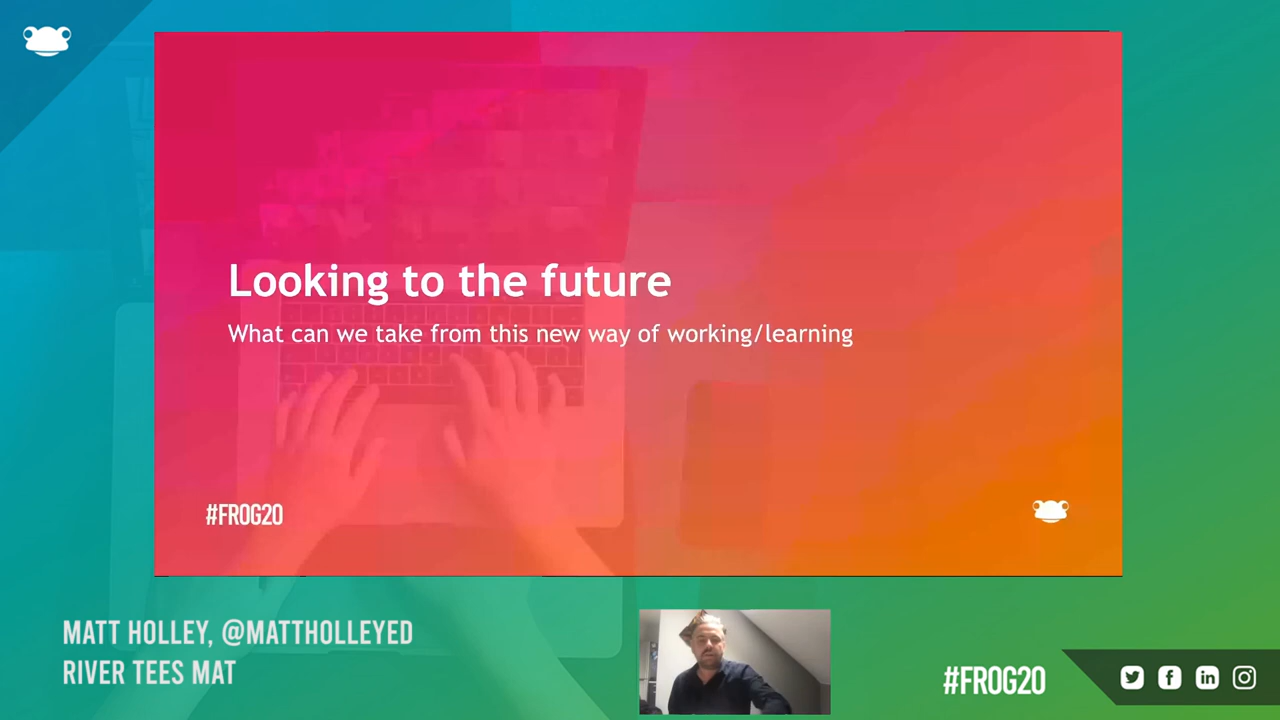 Looking to the future
What can we take from this new way of working/learning
#FROG20
MATT HOLLEY, @MATTHOLLEYED
RIVER TEES MAT
#FROG20